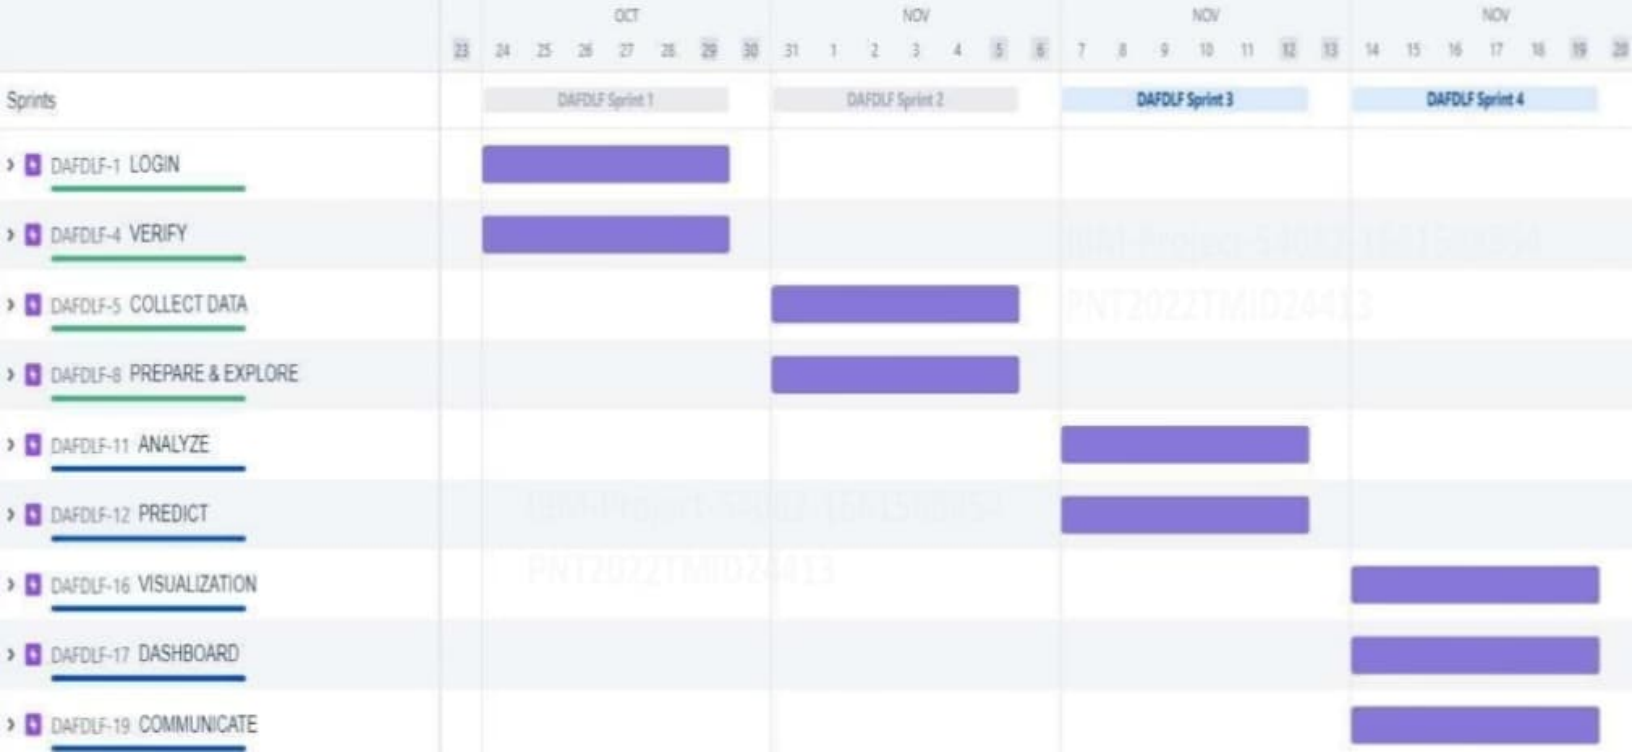 OCT NOV NOV NOV
23 24 25 26 27 28 29 30 31 1 2 3 4 5 6 7 8 9 10 11 12 13 14 15 16 17 18 19 20
Sprints DAFDLF Sprint 1 DAFDLF Sprint 2 DAFDLF Sprint 3 DAFDLF Sprint 4
DAFDLF-1 LOGIN
DAFDLF-4 VERIFY
DAFDLF-5 COLLECT DATA
PNT2022TMID24413
DAFDLF-8 PREPARE & EXPLORE
DAFDLF-11 ANALYZE
DAFDLF-12 PREDICT
PNT2022TMID24413
DAFDLF-16 VISUALIZATION
DAFDLF-17 DASHBOARD
DAFDLF-19 COMMUNICATE